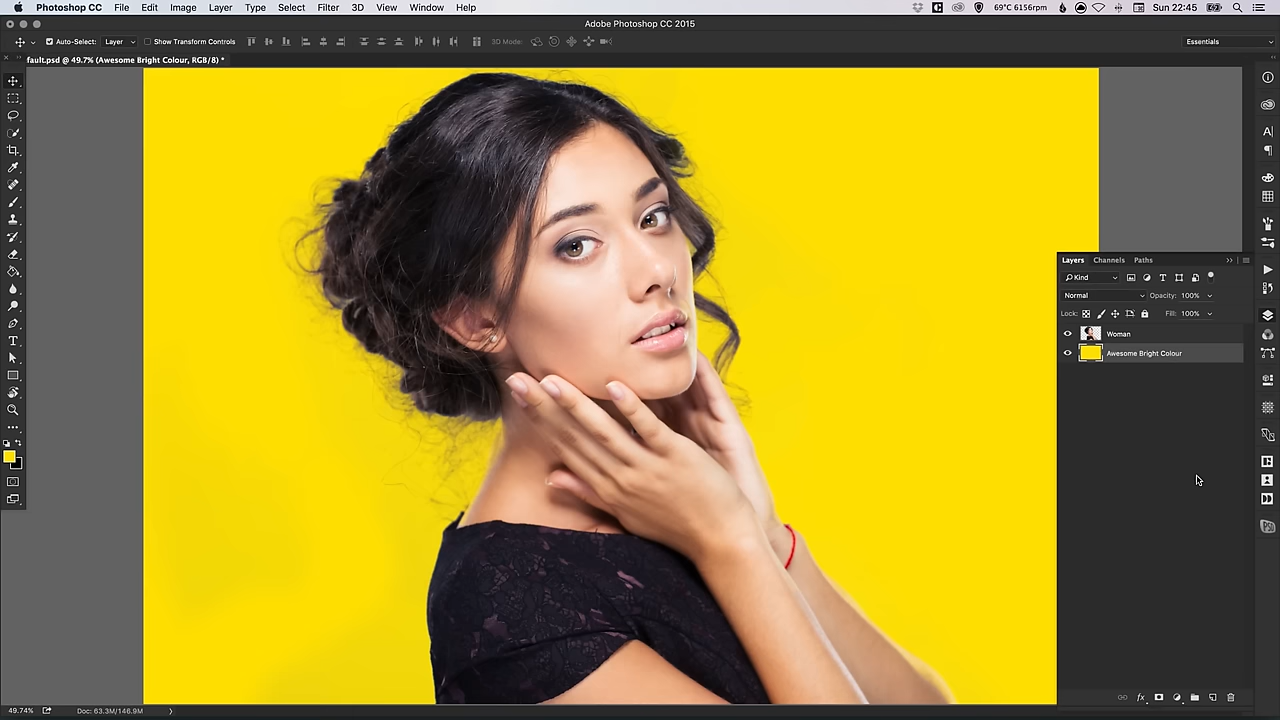 Photoshop CC File Edit Image Layer Type Select Filter 3D View Window Help 69°C 6156rpm Sun 22:45
Adobe Photoshop CC 2015
Auto-Select: Layer Show Transform Controls 3D Mode: Essentials
fault.psd @ 49.7% (Awesome Bright Colour, RGB/8) *
Layers Channels Paths
Kind
Normal Opacity: 100%
Lock: Fill: 100%
Woman
Awesome Bright Colour
49.74% Doc: 63.3M/146.9M